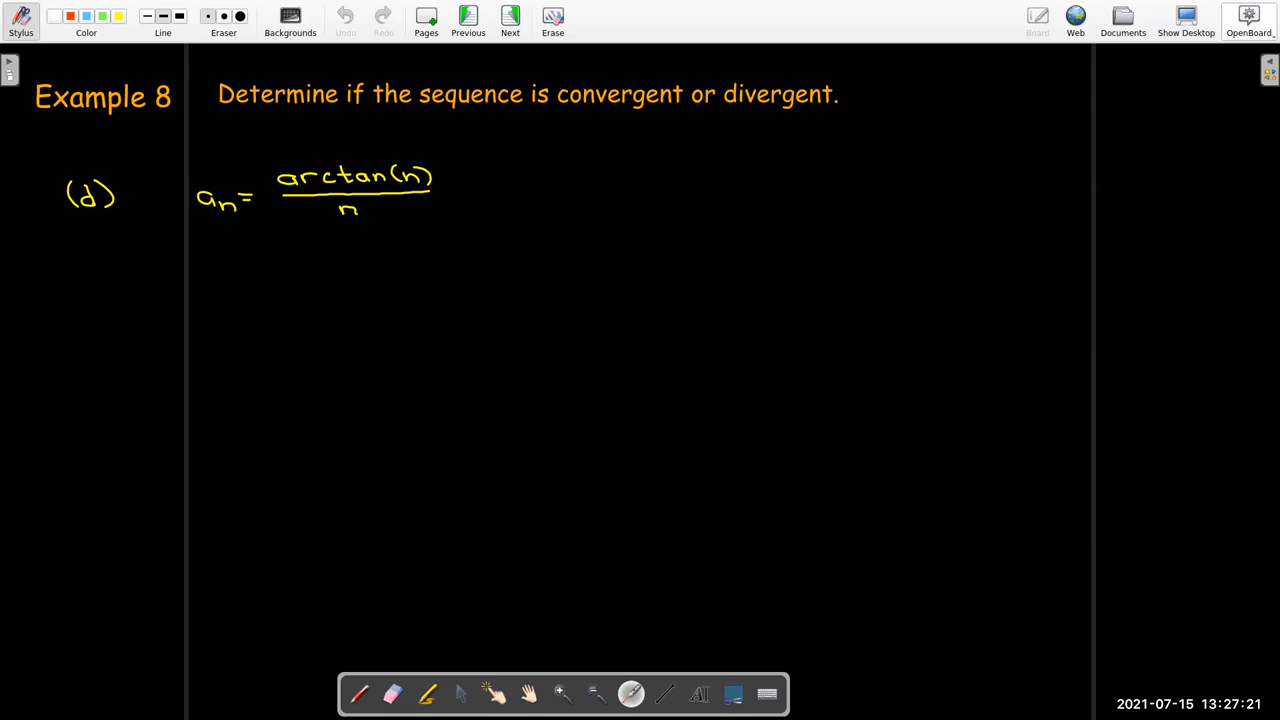 Stylus Color Line Eraser Backgrounds Undo Redo Pages Previous Next Erase Board Web Documents Show Desktop OpenBoard
Example 8 Determine if the sequence is convergent or divergent.
(d) aₙ = arctan(n)
n
2021-07-15 13:27:21